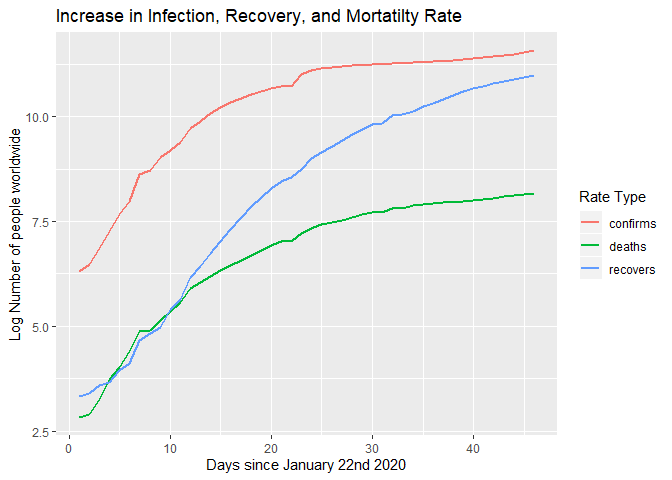 Increase in Infection, Recovery, and Mortatilty Rate
Log Number of people worldwide
10.0
7.5
5.0
2.5
0
10
20
30
40
Days since January 22nd 2020
Rate Type
confirms
deaths
recovers